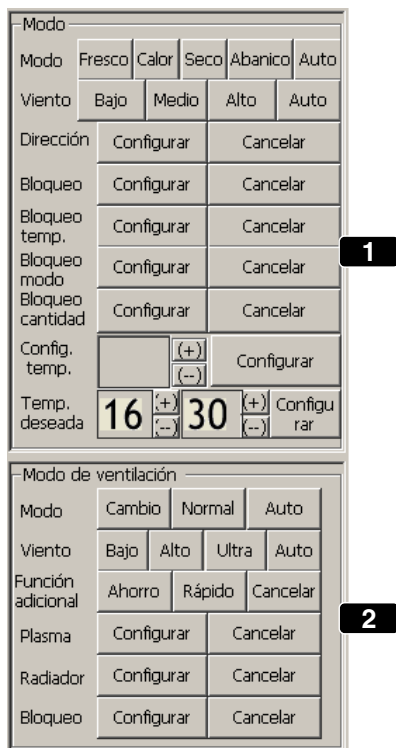 Modo
Modo Fresco Calor Seco Abanico Auto
Viento Bajo Medio Alto Auto
Dirección Configurar Cancelar
Bloqueo Configurar Cancelar
Bloqueo temp. Configurar Cancelar
Bloqueo modo Configurar Cancelar
Bloqueo cantidad Configurar Cancelar
1
Config. temp. (+) (--) Configurar
Temp. deseada 16 (+) (--) 30 (+) (--) Configu rar
Modo de ventilación
Modo Cambio Normal Auto
Viento Bajo Alto Ultra Auto
Función adicional Ahorro Rápido Cancelar
2
Plasma Configurar Cancelar
Radiador Configurar Cancelar
Bloqueo Configurar Cancelar